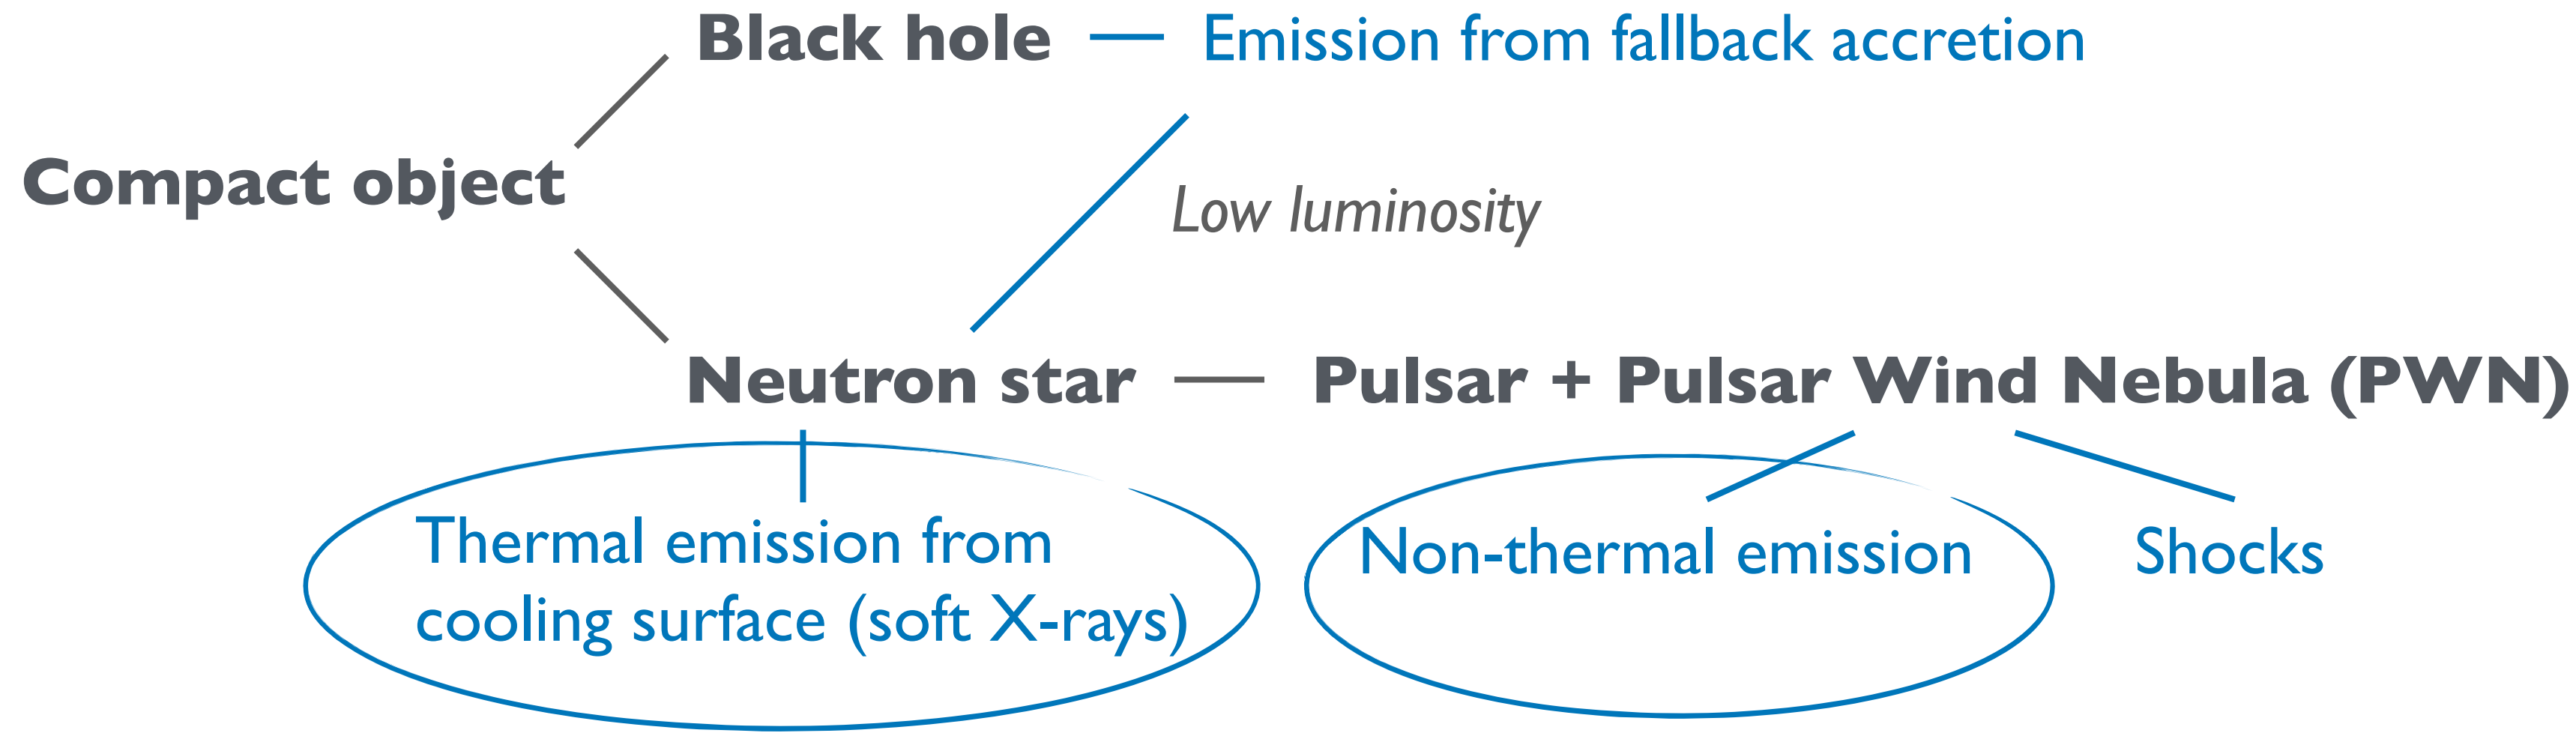 Black hole
Emission from fallback accretion
Compact object
Low luminosity
Neutron star
Pulsar + Pulsar Wind Nebula (PWN)
Thermal emission from
cooling surface (soft X-rays)
Non-thermal emission
Shocks